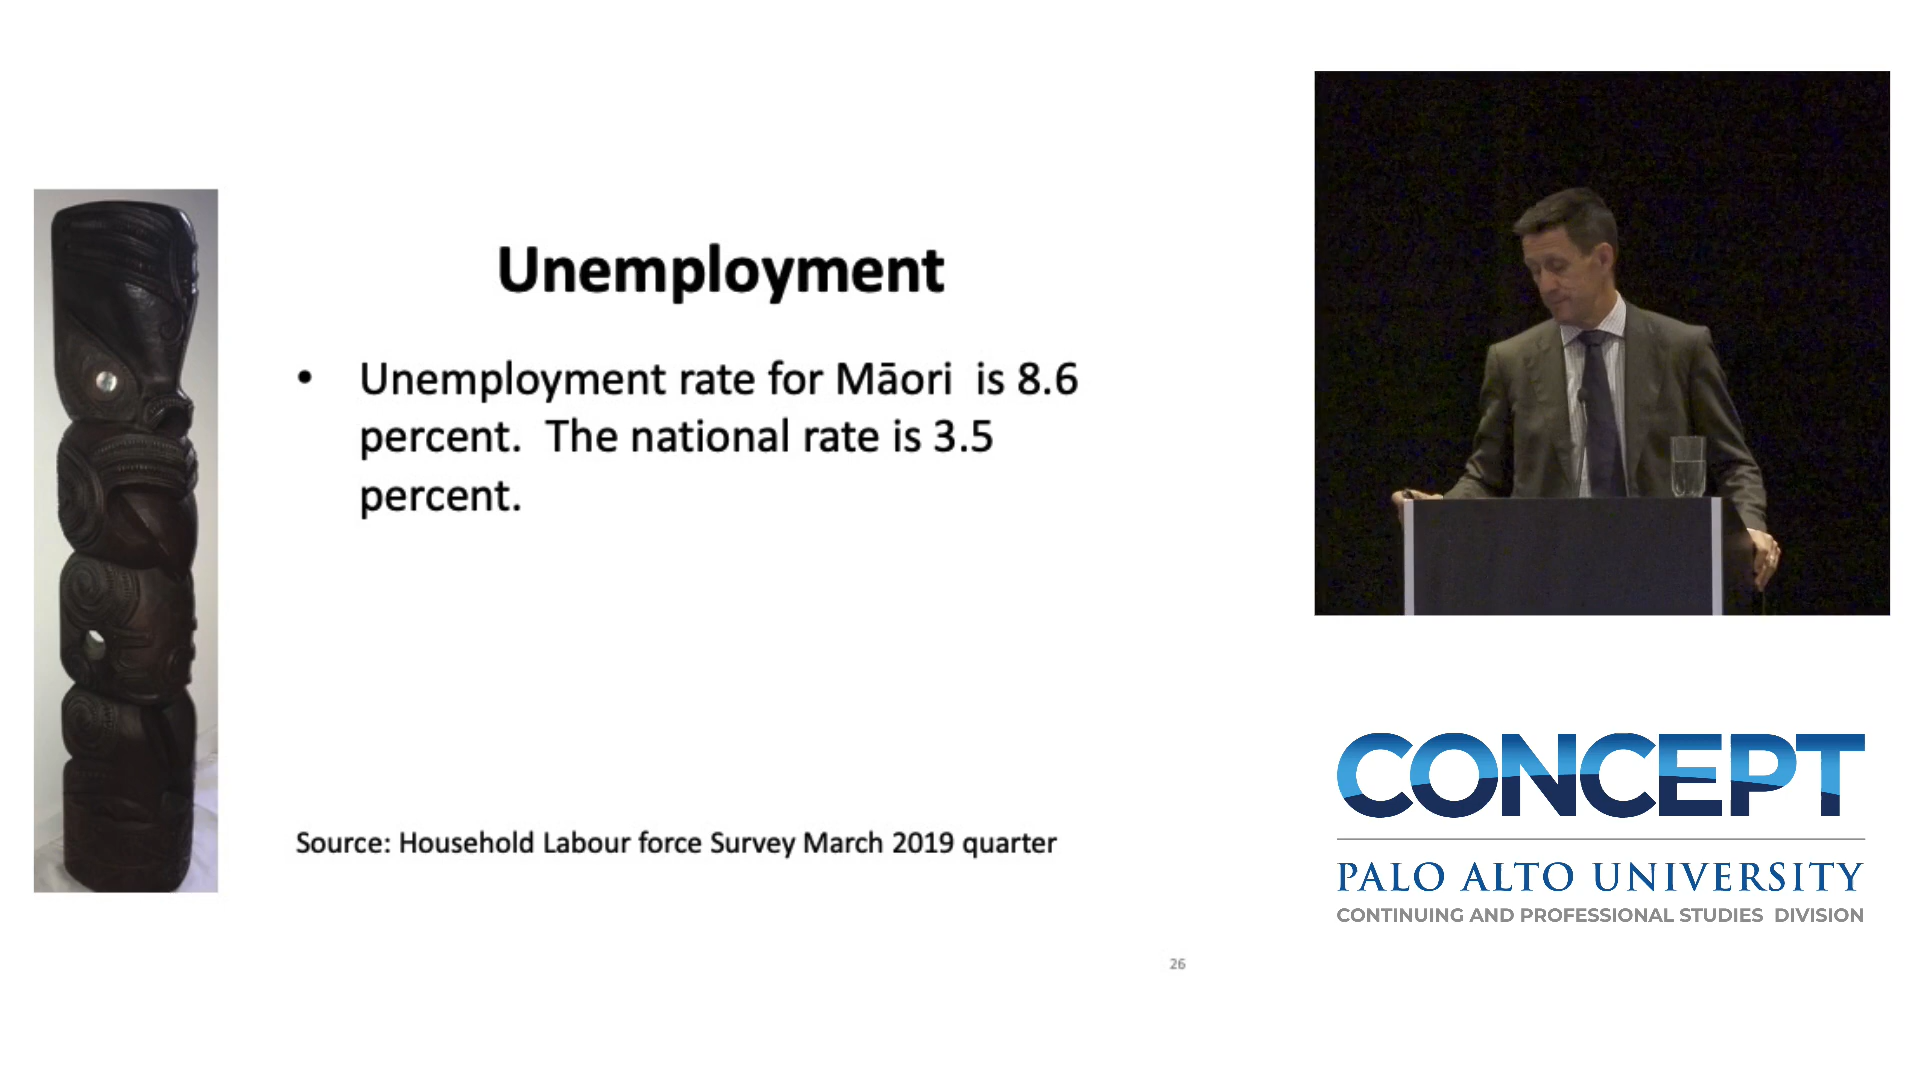 Unemployment
• Unemployment rate for Māori  is 8.6
percent.  The national rate is 3.5
percent.
Source: Household Labour force Survey March 2019 quarter
26
CONCEPT
PALO ALTO UNIVERSITY
CONTINUING AND PROFESSIONAL STUDIES DIVISION